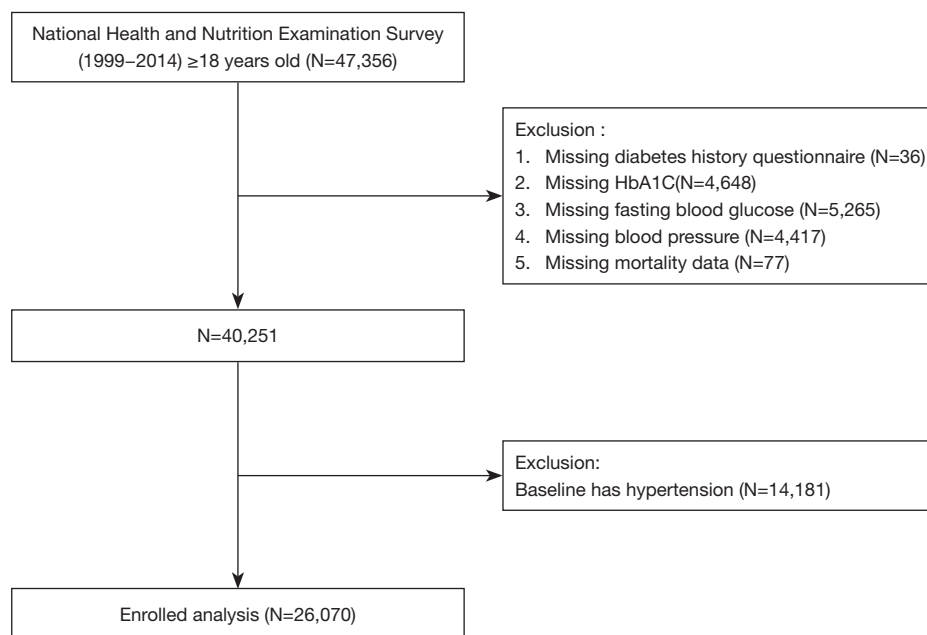 National Health and Nutrition Examination Survey
(1999–2014) ≥18 years old (N=47,356)
Exclusion :
1. Missing diabetes history questionnaire (N=36)
2. Missing HbA1C(N=4,648)
3. Missing fasting blood glucose (N=5,265)
4. Missing blood pressure (N=4,417)
5. Missing mortality data (N=77)
N=40,251
Exclusion:
Baseline has hypertension (N=14,181)
Enrolled analysis (N=26,070)